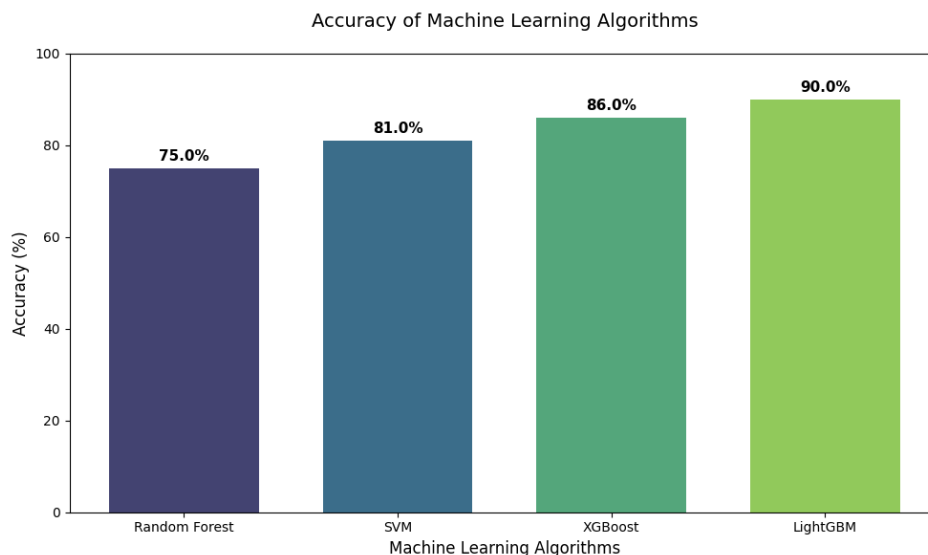 Accuracy of Machine Learning Algorithms
100
80
60
40
20
0
Accuracy (%)
75.0%
81.0%
86.0%
90.0%
Random Forest
SVM
XGBoost
LightGBM
Machine Learning Algorithms